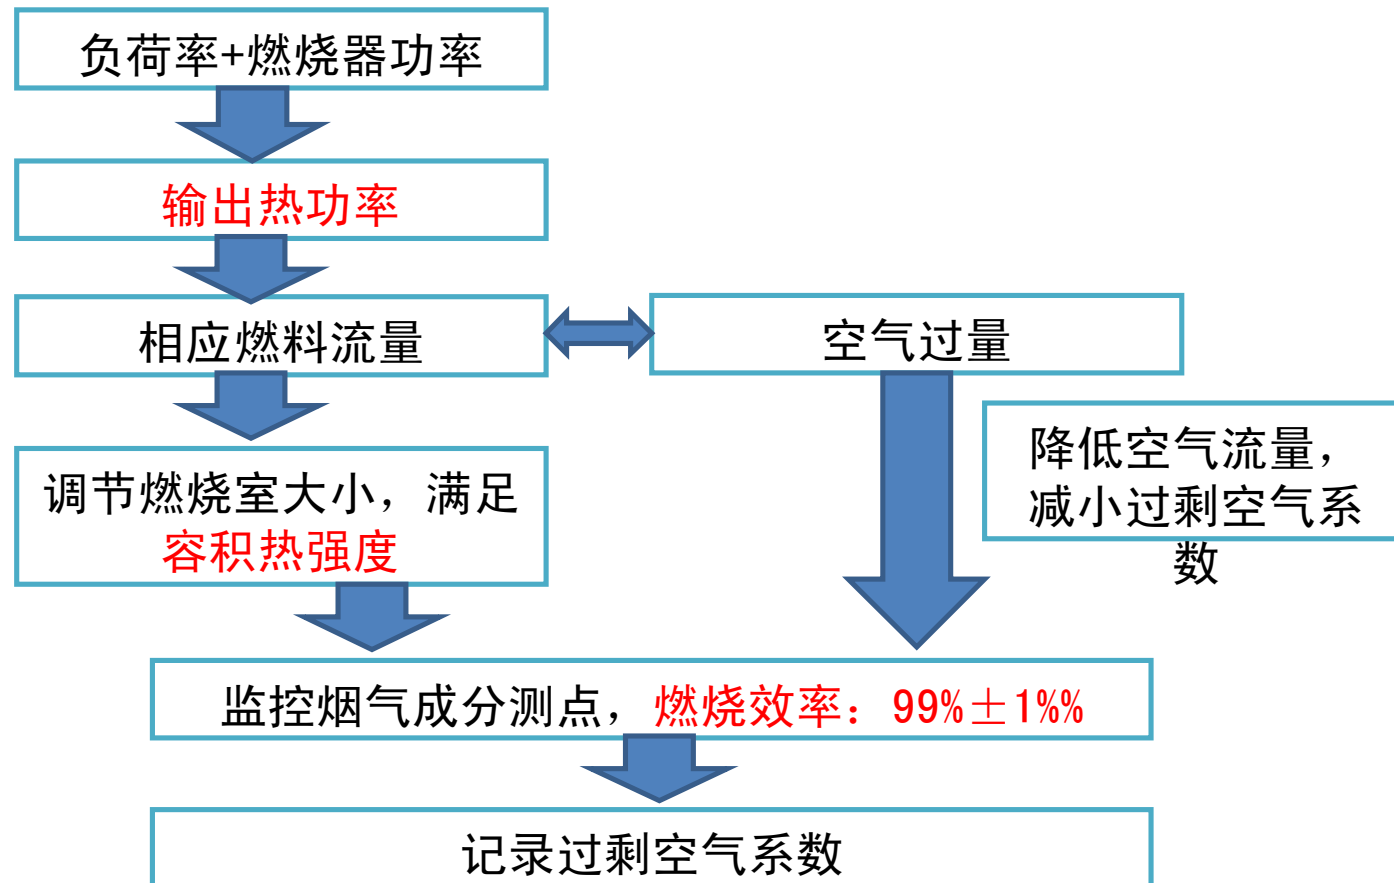 负荷率+燃烧器功率
输出热功率
相应燃料流量
空气过量
调节燃烧室大小，满足
容积热强度
降低空气流量，
减小过剩空气系
数
监控烟气成分测点，燃烧效率：99%±1%%
记录过剩空气系数